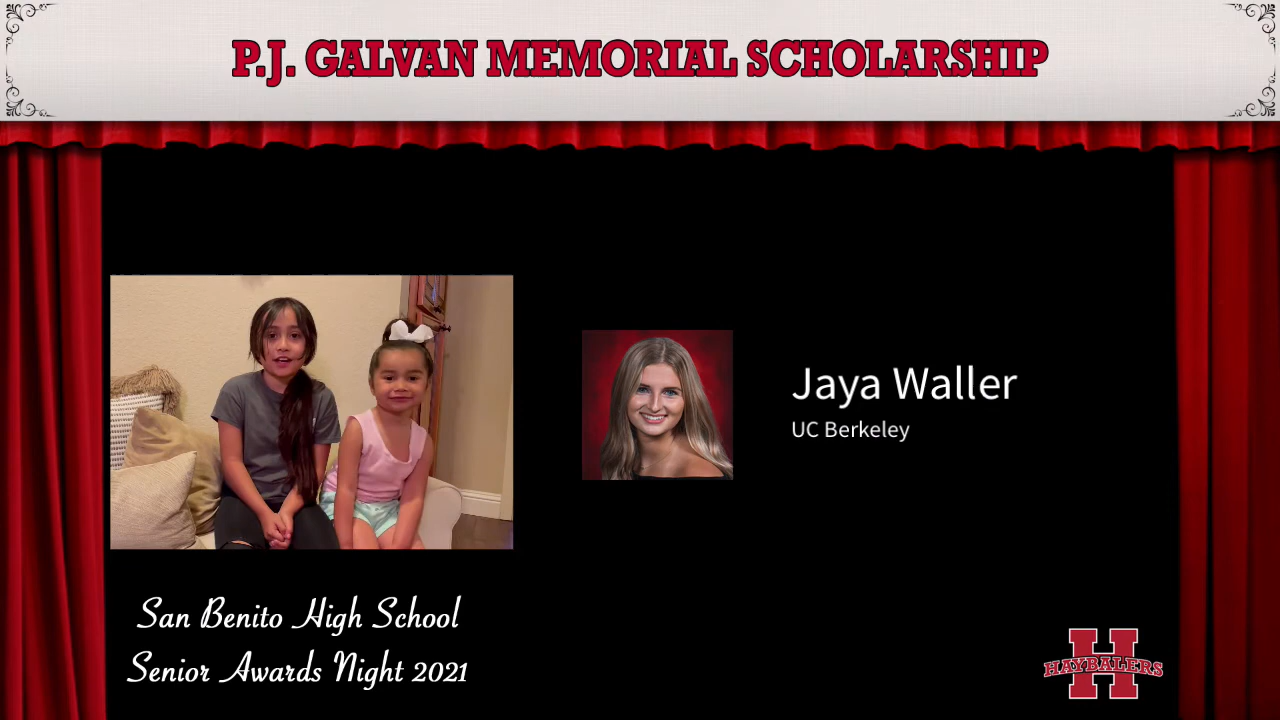 P.J. GALVAN MEMORIAL SCHOLARSHIP
Jaya Waller
UC Berkeley
San Benito High School
Senior Awards Night 2021
H
HAYBALERS